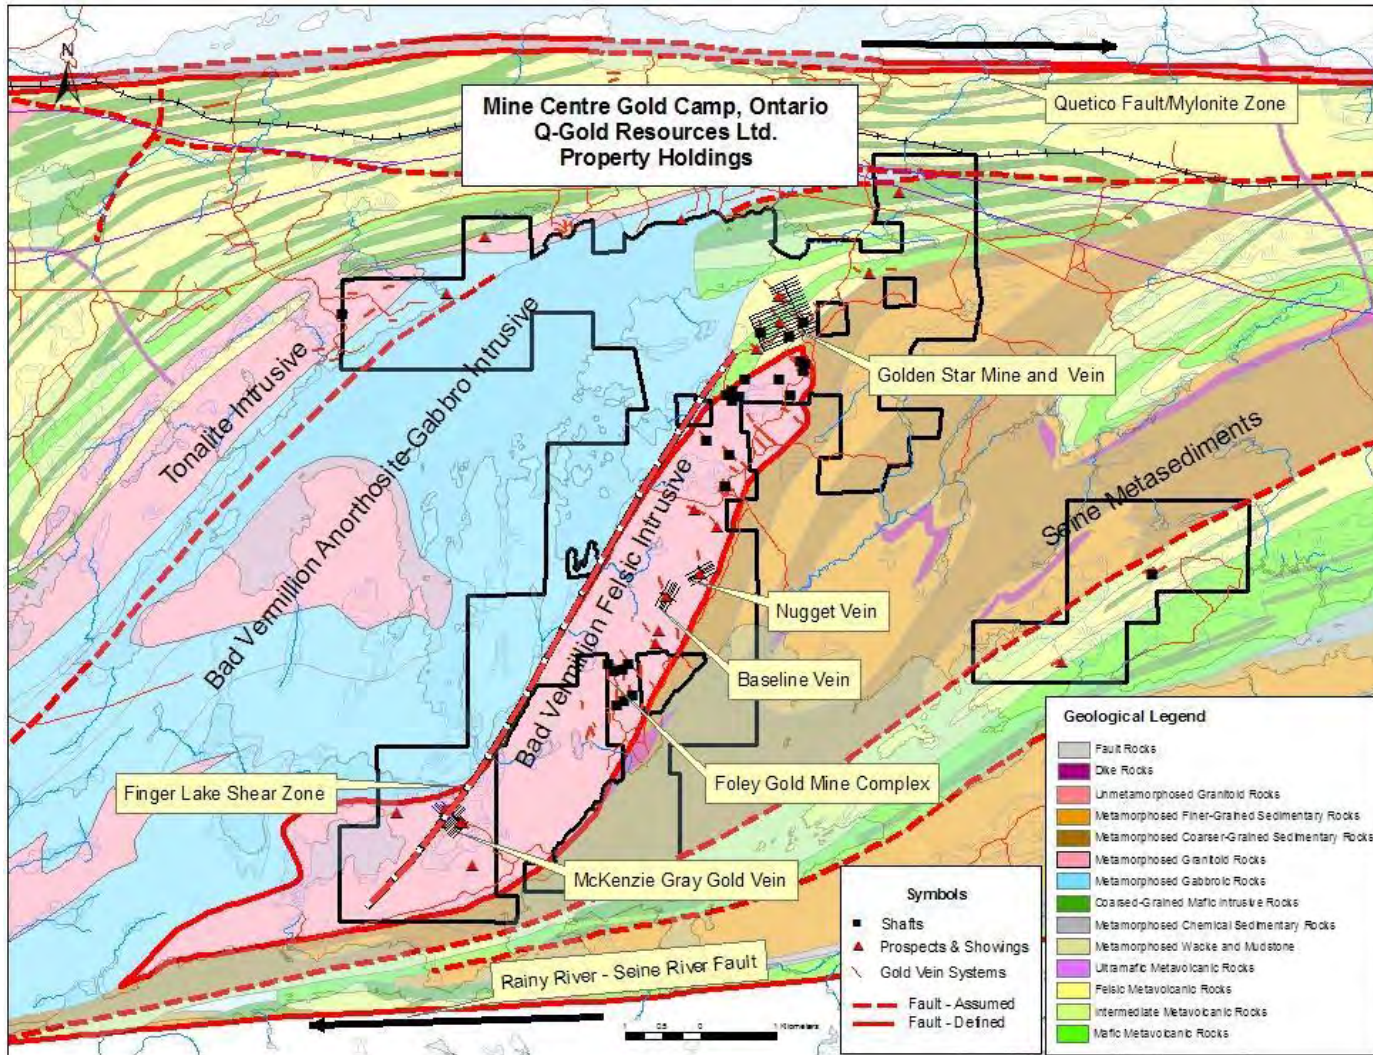 N
Mine Centre Gold Camp, Ontario
Q-Gold Resources Ltd.
Property Holdings
Quetico Fault/Mylonite Zone
Tonalite Intrusive
Bad Vermillion Anorthosite-Gabbro Intrusive
Golden Star Mine and Vein
Seine Metasediments
Bad Vermillion Felsic Intrusive
Nugget Vein
Baseline Vein
Finger Lake Shear Zone
Foley Gold Mine Complex
McKenzie Gray Gold Vein
Rainy River - Seine River Fault
1 0.5 0 1 Kilometers
Symbols
Shafts
Prospects & Showings
Gold Vein Systems
Fault - Assumed
Fault - Defined
Geological Legend
Fault Rocks
Dike Rocks
Unmetamorphosed Granitoid Rocks
Metamorphosed Finer-Grained Sedimentary Rocks
Metamorphosed Coarser-Grained Sedimentary Rocks
Metamorphosed Granitoid Rocks
Metamorphosed Gabbroic Rocks
Coarsed-Grained Mafic Intrusive Rocks
Metamorphosed Chemical Sedimentary Rocks
Metamorphosed Wacke and Mudstone
Ultramafic Metavolcanic Rocks
Felsic Metavolcanic Rocks
Intermediate Metavolcanic Rocks
Mafic Metavolcanic Rocks